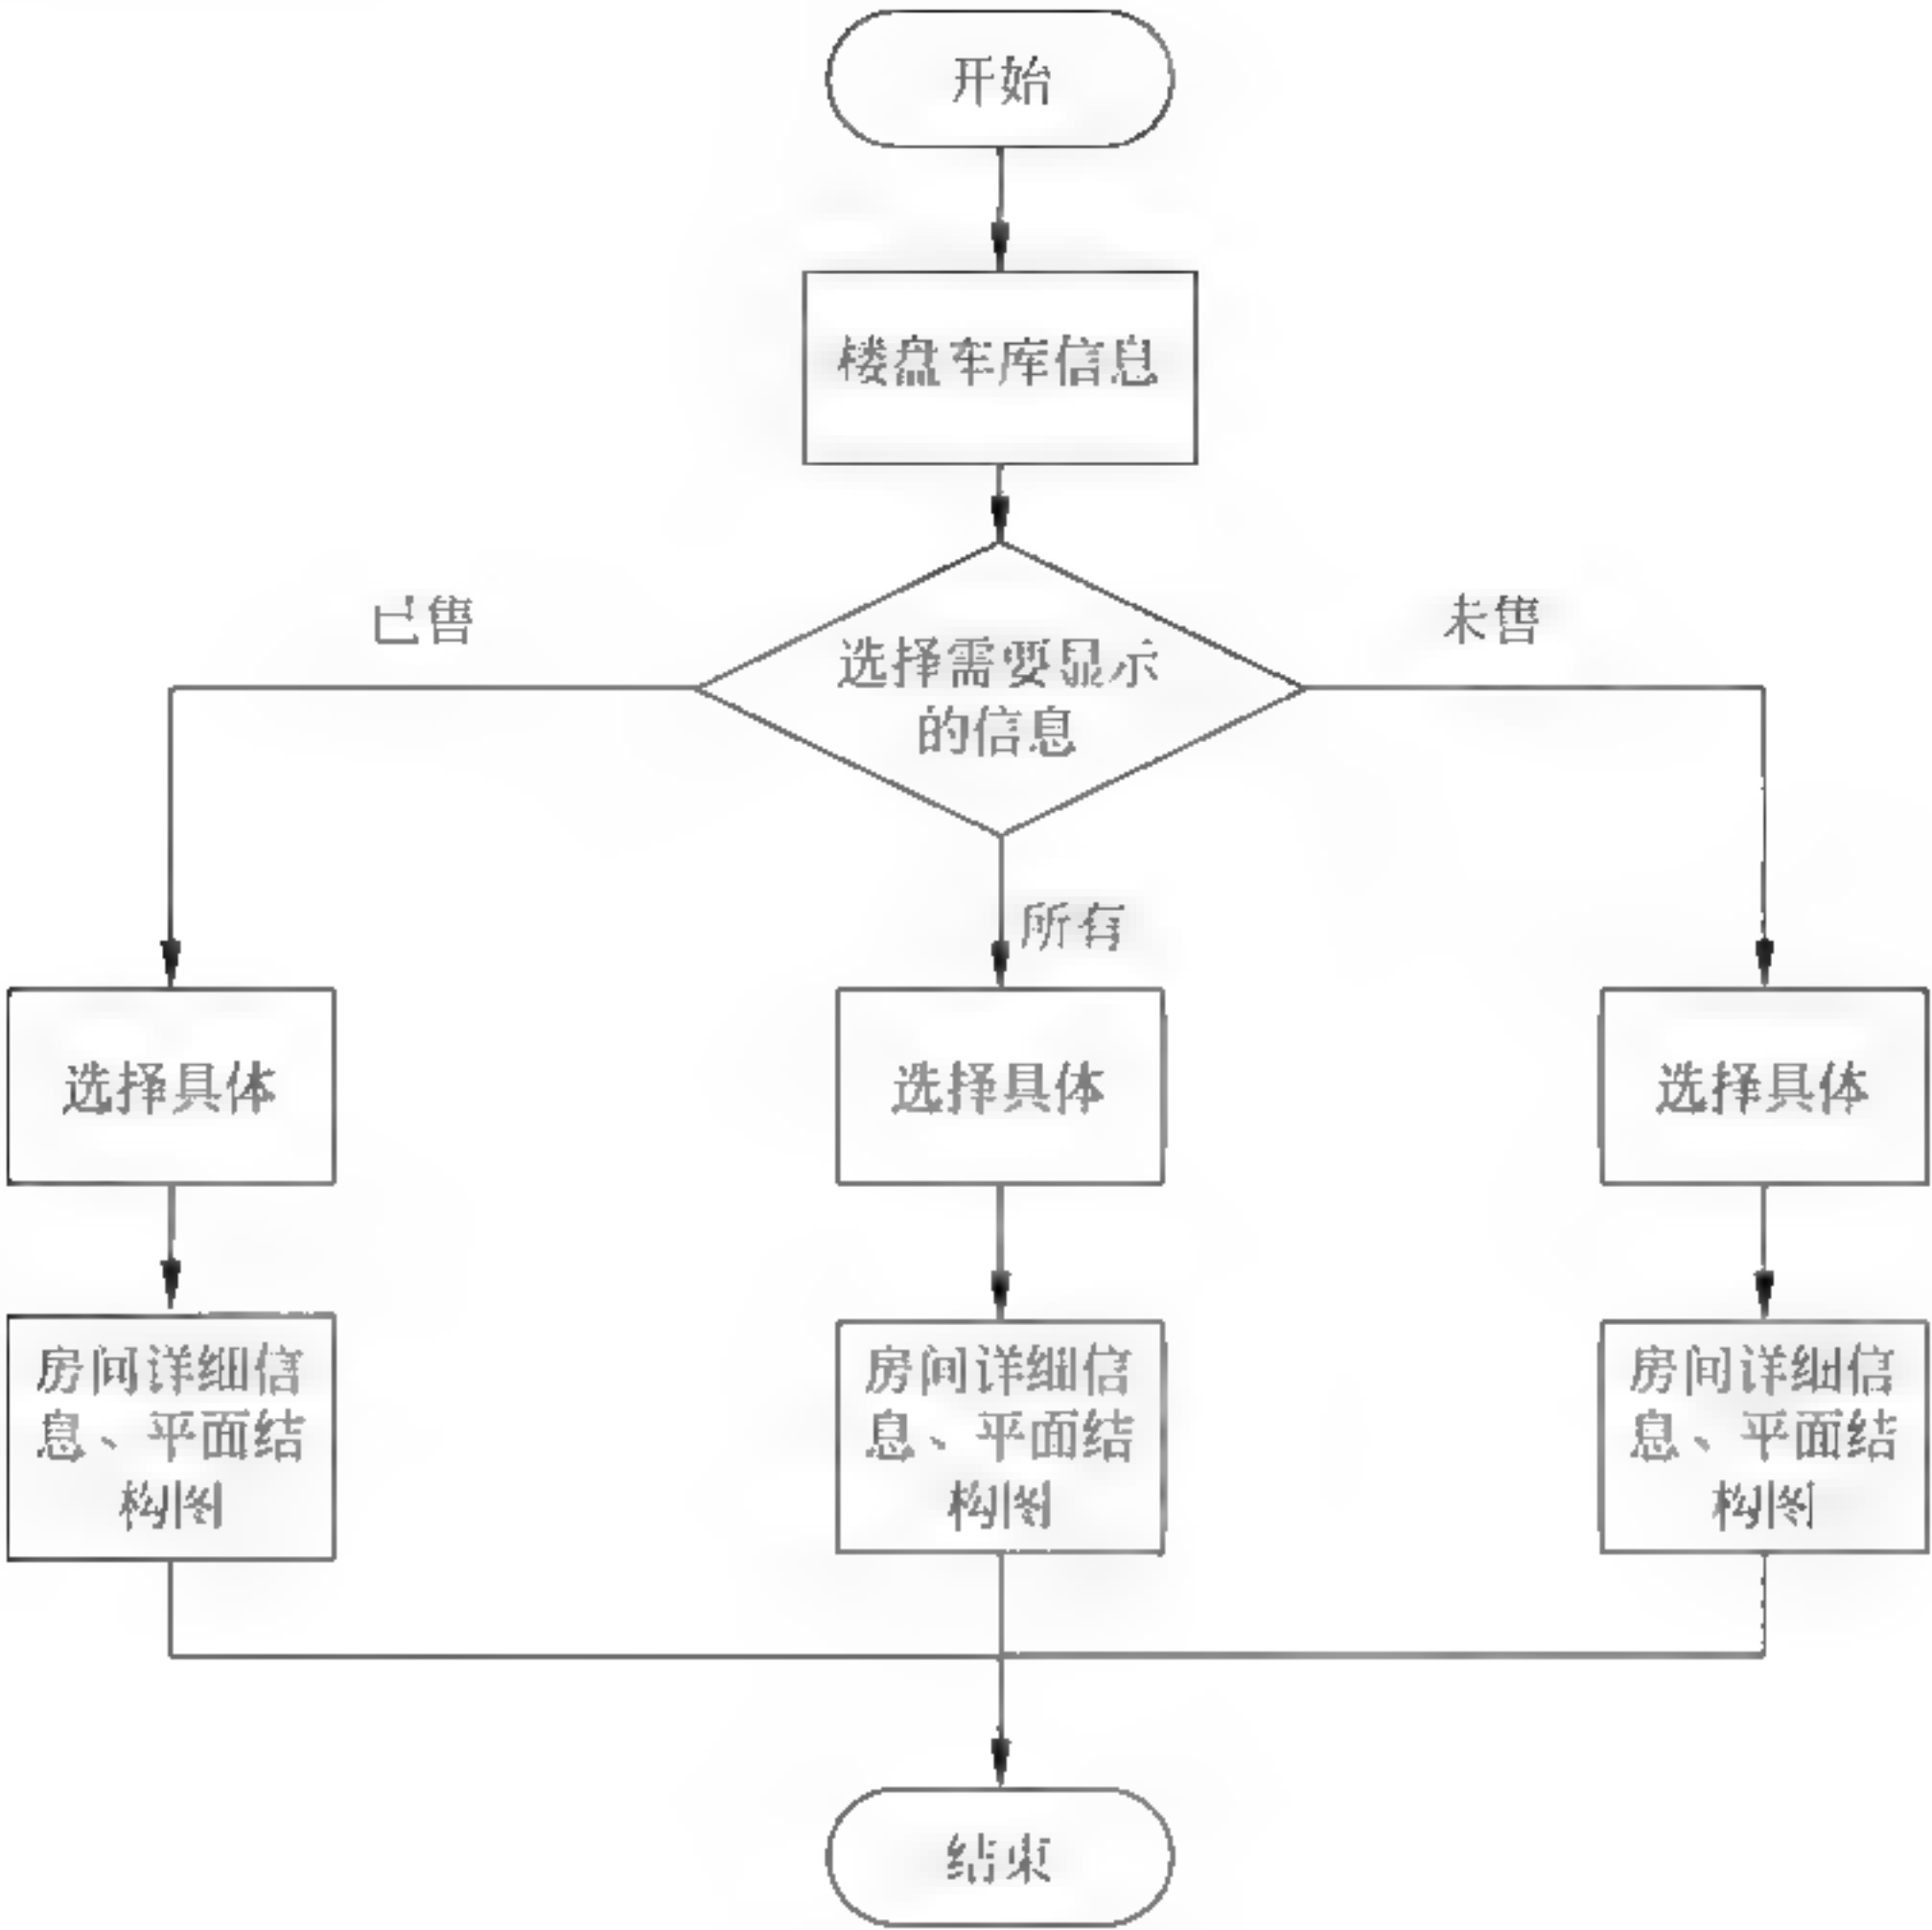 开始
楼盘车库信息
已售
未售
选择需要显示
的信息
所有
选择具体
选择具体
选择具体
房间详细信
息、平面结
构图
房间详细信
息、平面结
构图
房间详细信
息、平面结
构图
结束